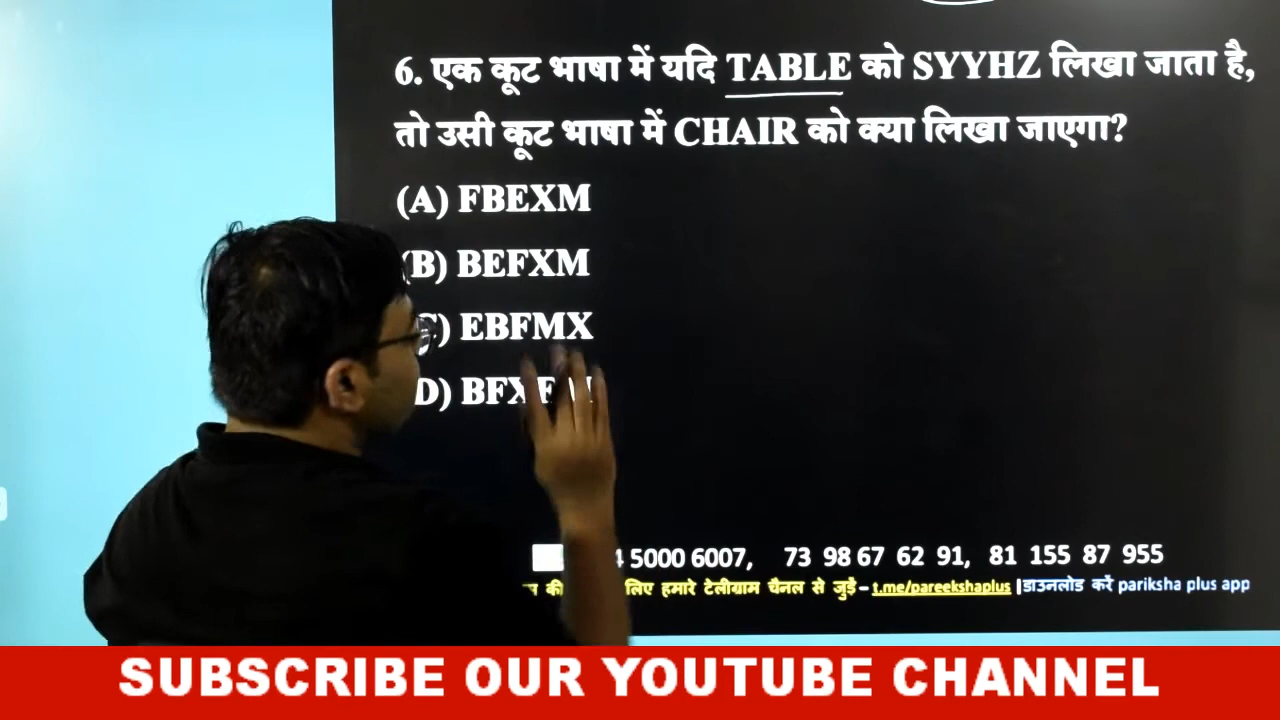 6. एक कूट भाषा में यदि TABLE को SYYHZ लिखा जाता है,
तो उसी कूट भाषा में CHAIR को क्या लिखा जाएगा?
(A) FBEXM
(B) BEFXM
C) EBFMX
D) BFX
5000 6007, 73 98 67 62 91, 81 155 87 955
लिए हमारे टेलीग्राम चैनल से जुड़ें – t.me/pareekshaplus |डाउनलोड करें pariksha plus app
SUBSCRIBE OUR YOUTUBE CHANNEL